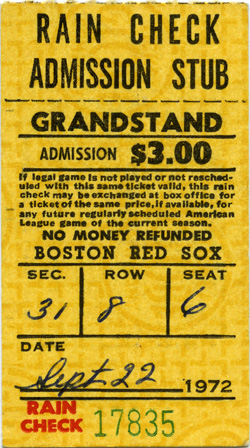 RAIN CHECK
ADMISSION STUB
GRANDSTAND
ADMISSION $3.00
If legal game is not played or not resched-
uled with this same ticket valid, this rain
check may be exchanged at box office for
a ticket of the same price, if available, for
any future regularly scheduled American
League game of the current season.
NO MONEY REFUNDED
BOSTON RED SOX
SEC. ROW SEAT
31 8 6
DATE
Sept 22 1972
RAIN
CHECK 17835